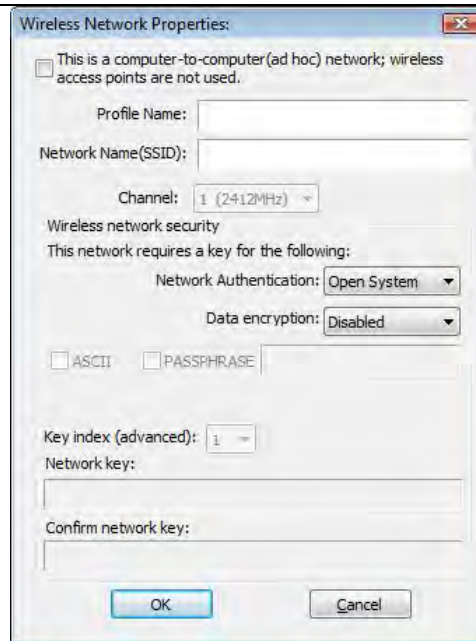 Wireless Network Properties:
This is a computer-to-computer(ad hoc) network; wireless
access points are not used.
Profile Name:
Network Name(SSID):
Channel: 1 (2412MHz)
Wireless network security
This network requires a key for the following:
Network Authentication: Open System
Data encryption: Disabled
ASCII PASSPHRASE
Key index (advanced): 1
Network key:
Confirm network key:
OK Cancel